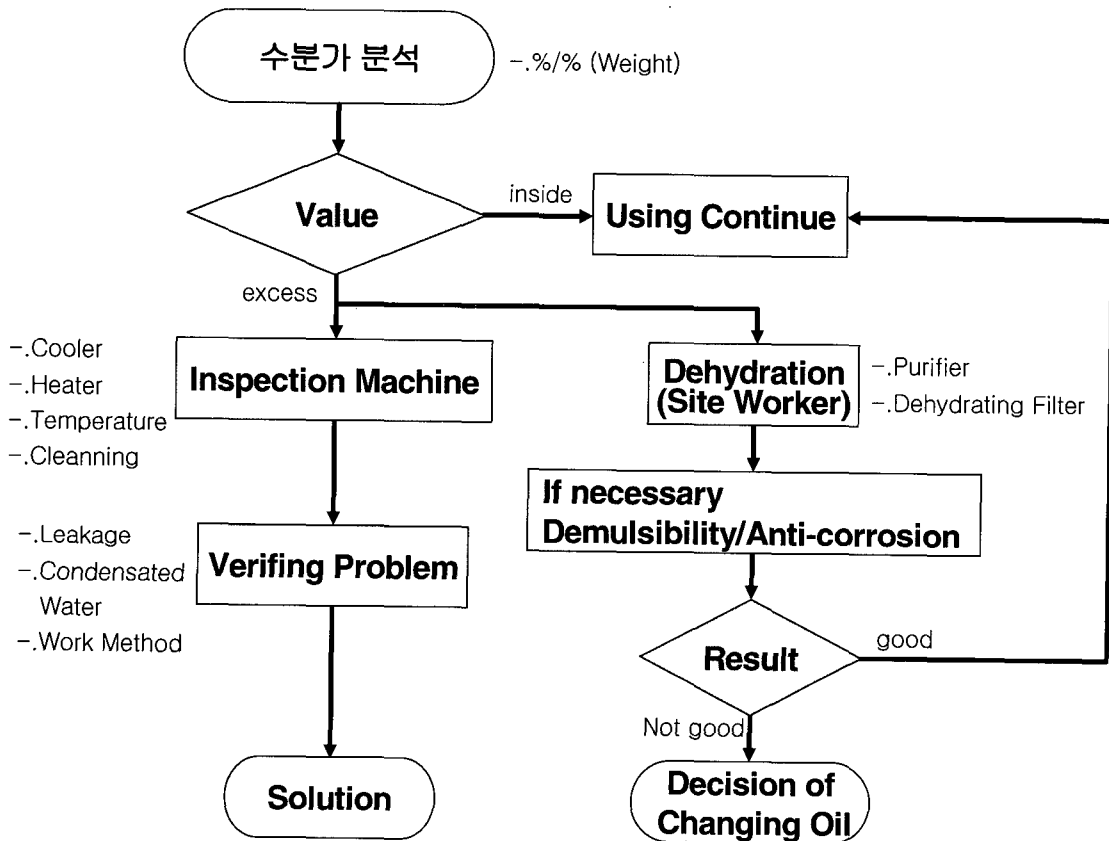 수분가 분석
-.%/% (Weight)
Value
inside
Using Continue
excess
-.Cooler
-.Heater
-.Temperature
-.Cleanning
Inspection Machine
Dehydration
(Site Worker)
-.Purifier
-.Dehydrating Filter
If necessary
Demulsibility/Anti-corrosion
-.Leakage
-.Condensated
Water
-.Work Method
Verifing Problem
Result
good
Not good
Solution
Decision of
Changing Oil